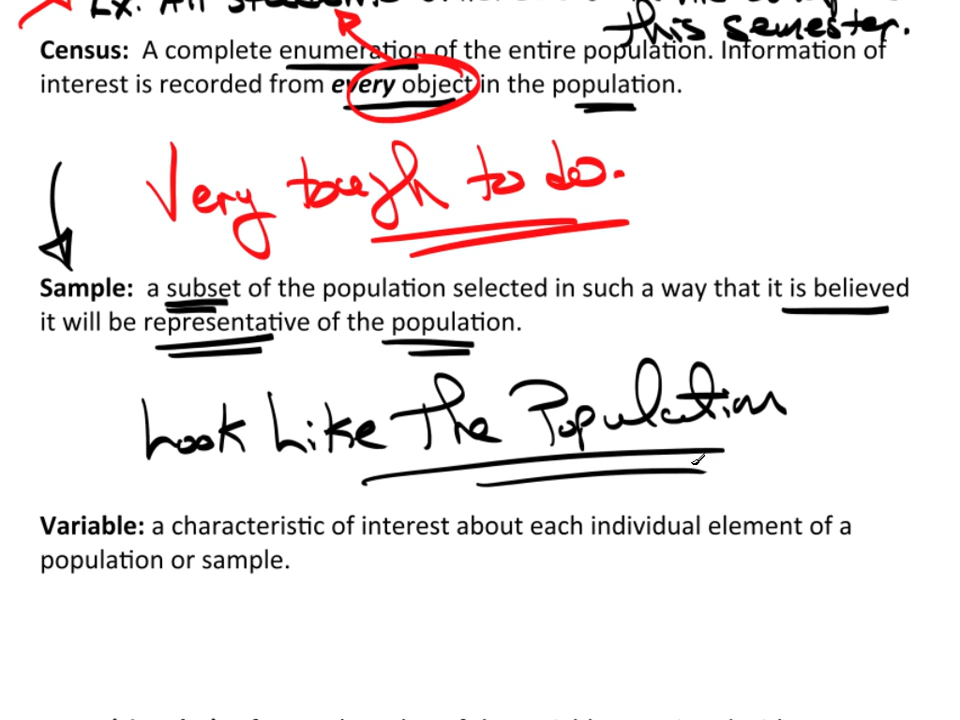 Ex: All
this semester.
Census: A complete enumeration of the entire population. Information of
interest is recorded from every object in the population.
Very tough to do.
Sample: a subset of the population selected in such a way that it is believed
it will be representative of the population.
Look Like The Population
Variable: a characteristic of interest about each individual element of a
population or sample.